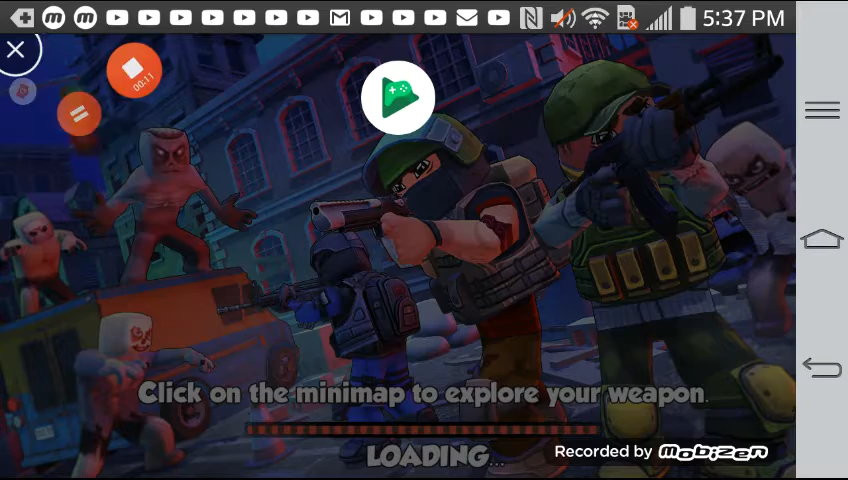 5:37 PM
00:11
Click on the minimap to explore your weapon.
LOADING...
Recorded by mobizen